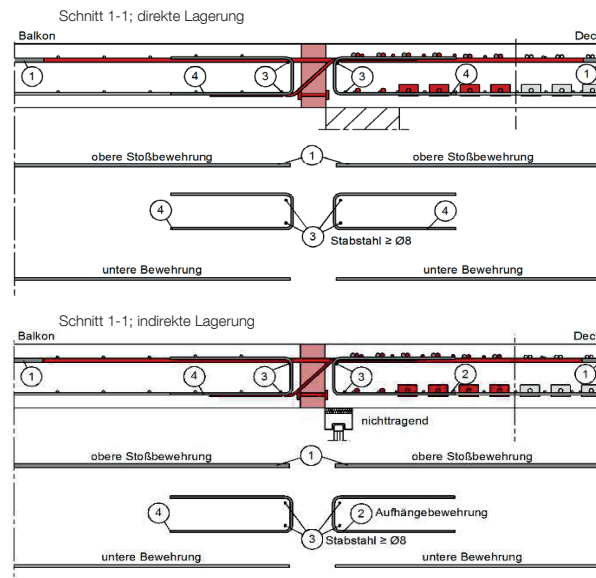 Schnitt 1-1; direkte Lagerung
Balkon
Dec
1
4
3
3
4
1
obere Stoßbewehrung
1
obere Stoßbewehrung
4
3
4
Stabstahl ≥ Ø8
untere Bewehrung
untere Bewehrung
Schnitt 1-1; indirekte Lagerung
Balkon
Dec
1
4
3
3
2
1
nichttragend
obere Stoßbewehrung
1
obere Stoßbewehrung
4
3
2 Aufhängebewehrung
Stabstahl ≥ Ø8
untere Bewehrung
untere Bewehrung